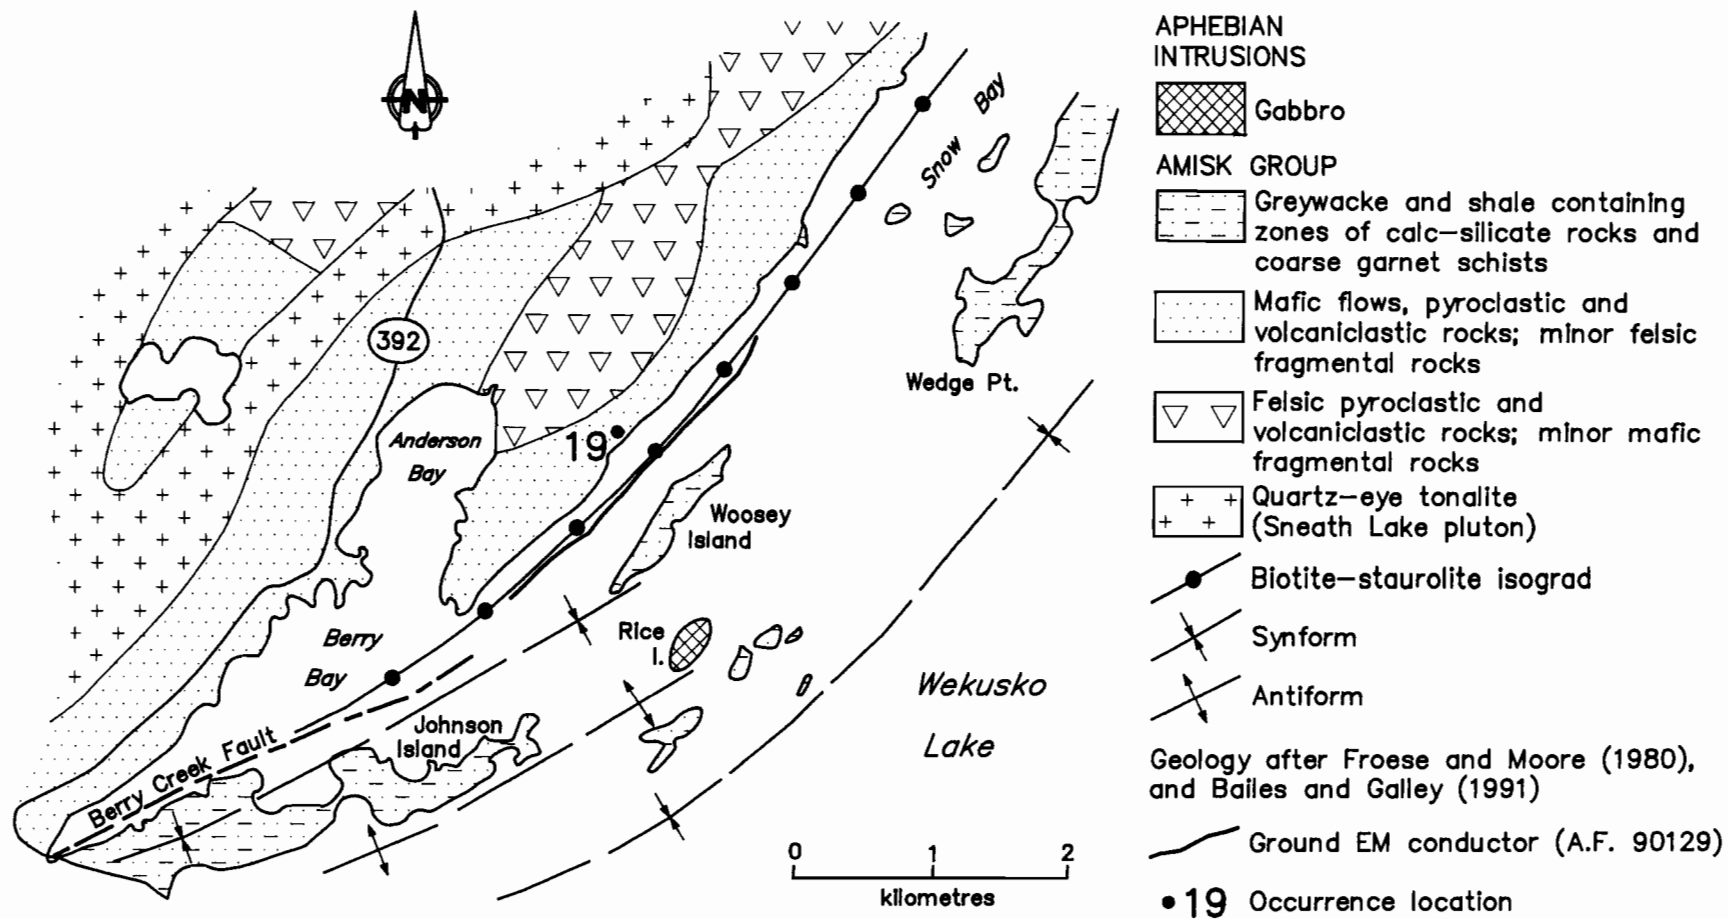 N
Snow Bay
392
Wedge Pt.
Anderson
Bay
19
Woosey
Island
Rice
I.
Berry
Bay
Wekusko
Lake
Johnson
Island
Berry Creek Fault
0 1 2
kilometres
APHEBIAN
INTRUSIONS
Gabbro
AMISK GROUP
Greywacke and shale containing
zones of calc-silicate rocks and
coarse garnet schists
Mafic flows, pyroclastic and
volcaniclastic rocks; minor felsic
fragmental rocks
Felsic pyroclastic and
volcaniclastic rocks; minor mafic
fragmental rocks
Quartz-eye tonalite
(Sneath Lake pluton)
Biotite-staurolite isograd
Synform
Antiform
Geology after Froese and Moore (1980),
and Bailes and Galley (1991)
Ground EM conductor (A.F. 90129)
19 Occurrence location